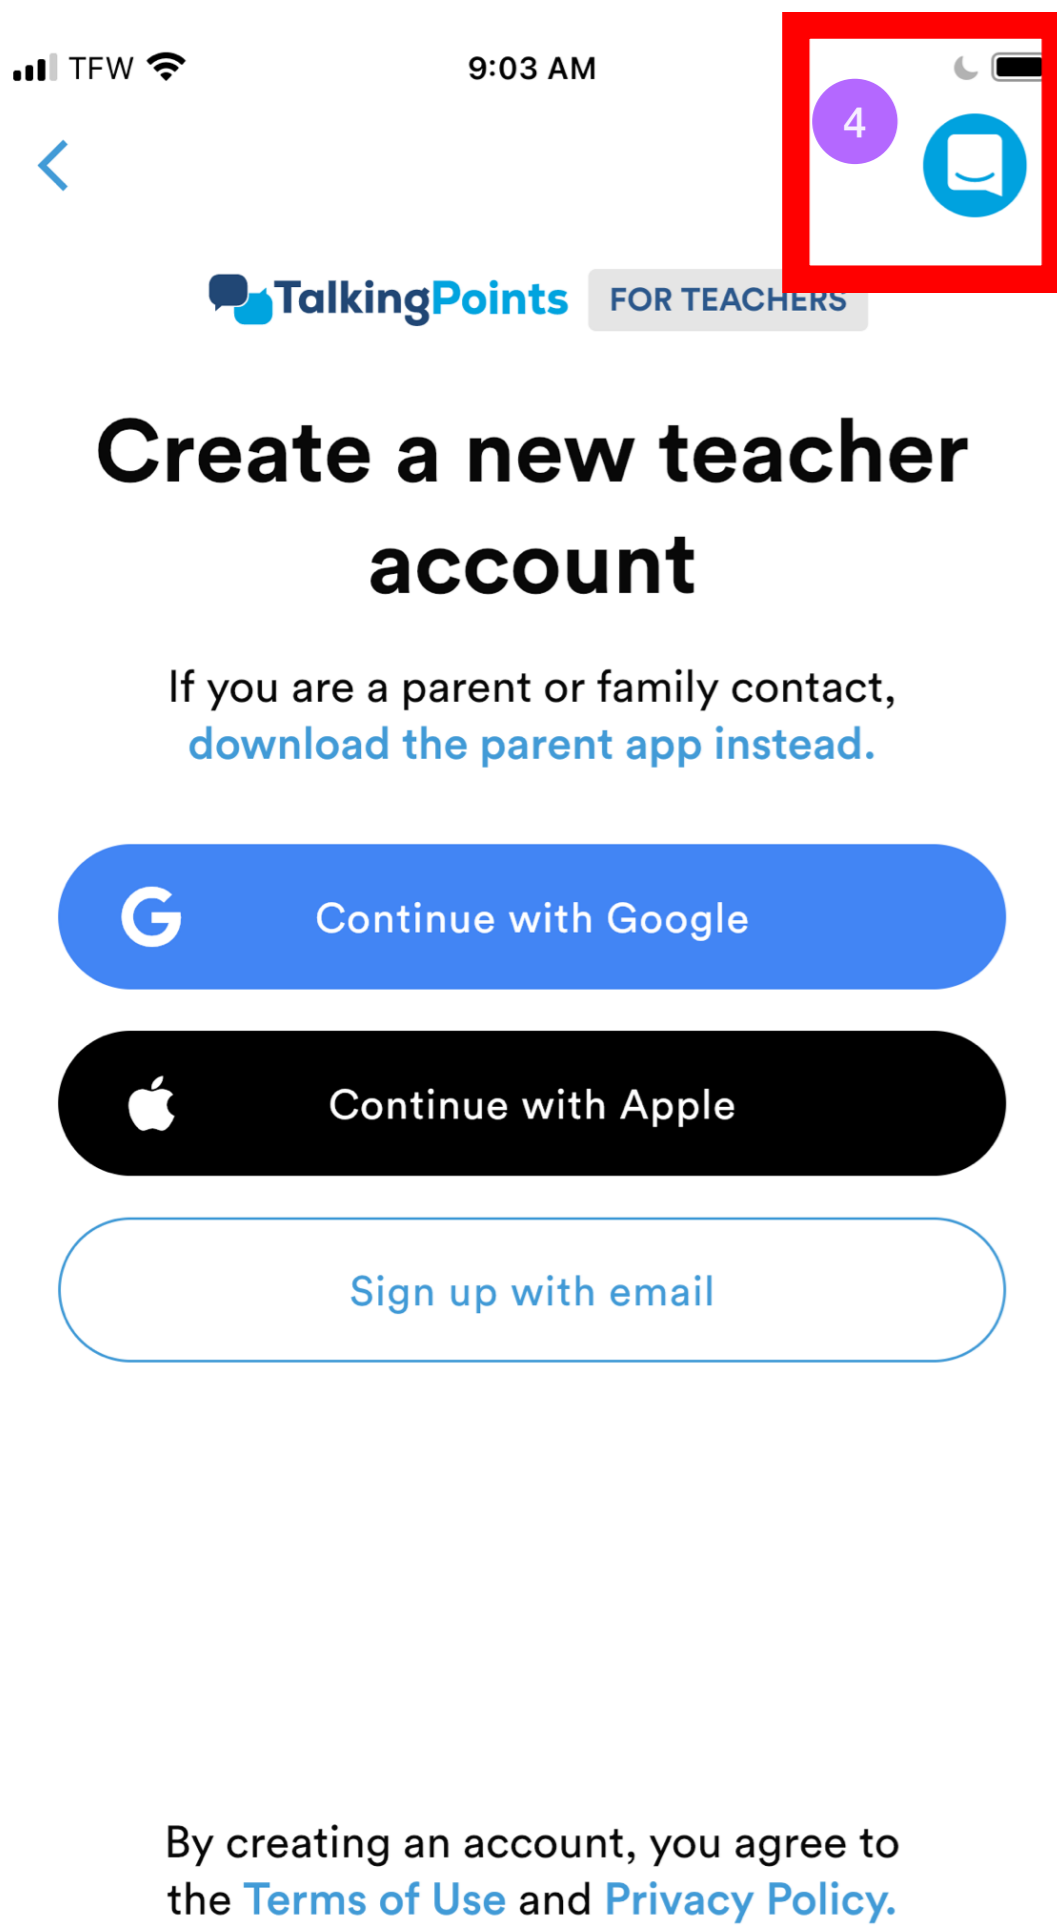 TFW 9:03 AM
4
TalkingPoints FOR TEACHERS
Create a new teacher
account
If you are a parent or family contact,
download the parent app instead.
Continue with Google
Continue with Apple
Sign up with email
By creating an account, you agree to
the Terms of Use and Privacy Policy.